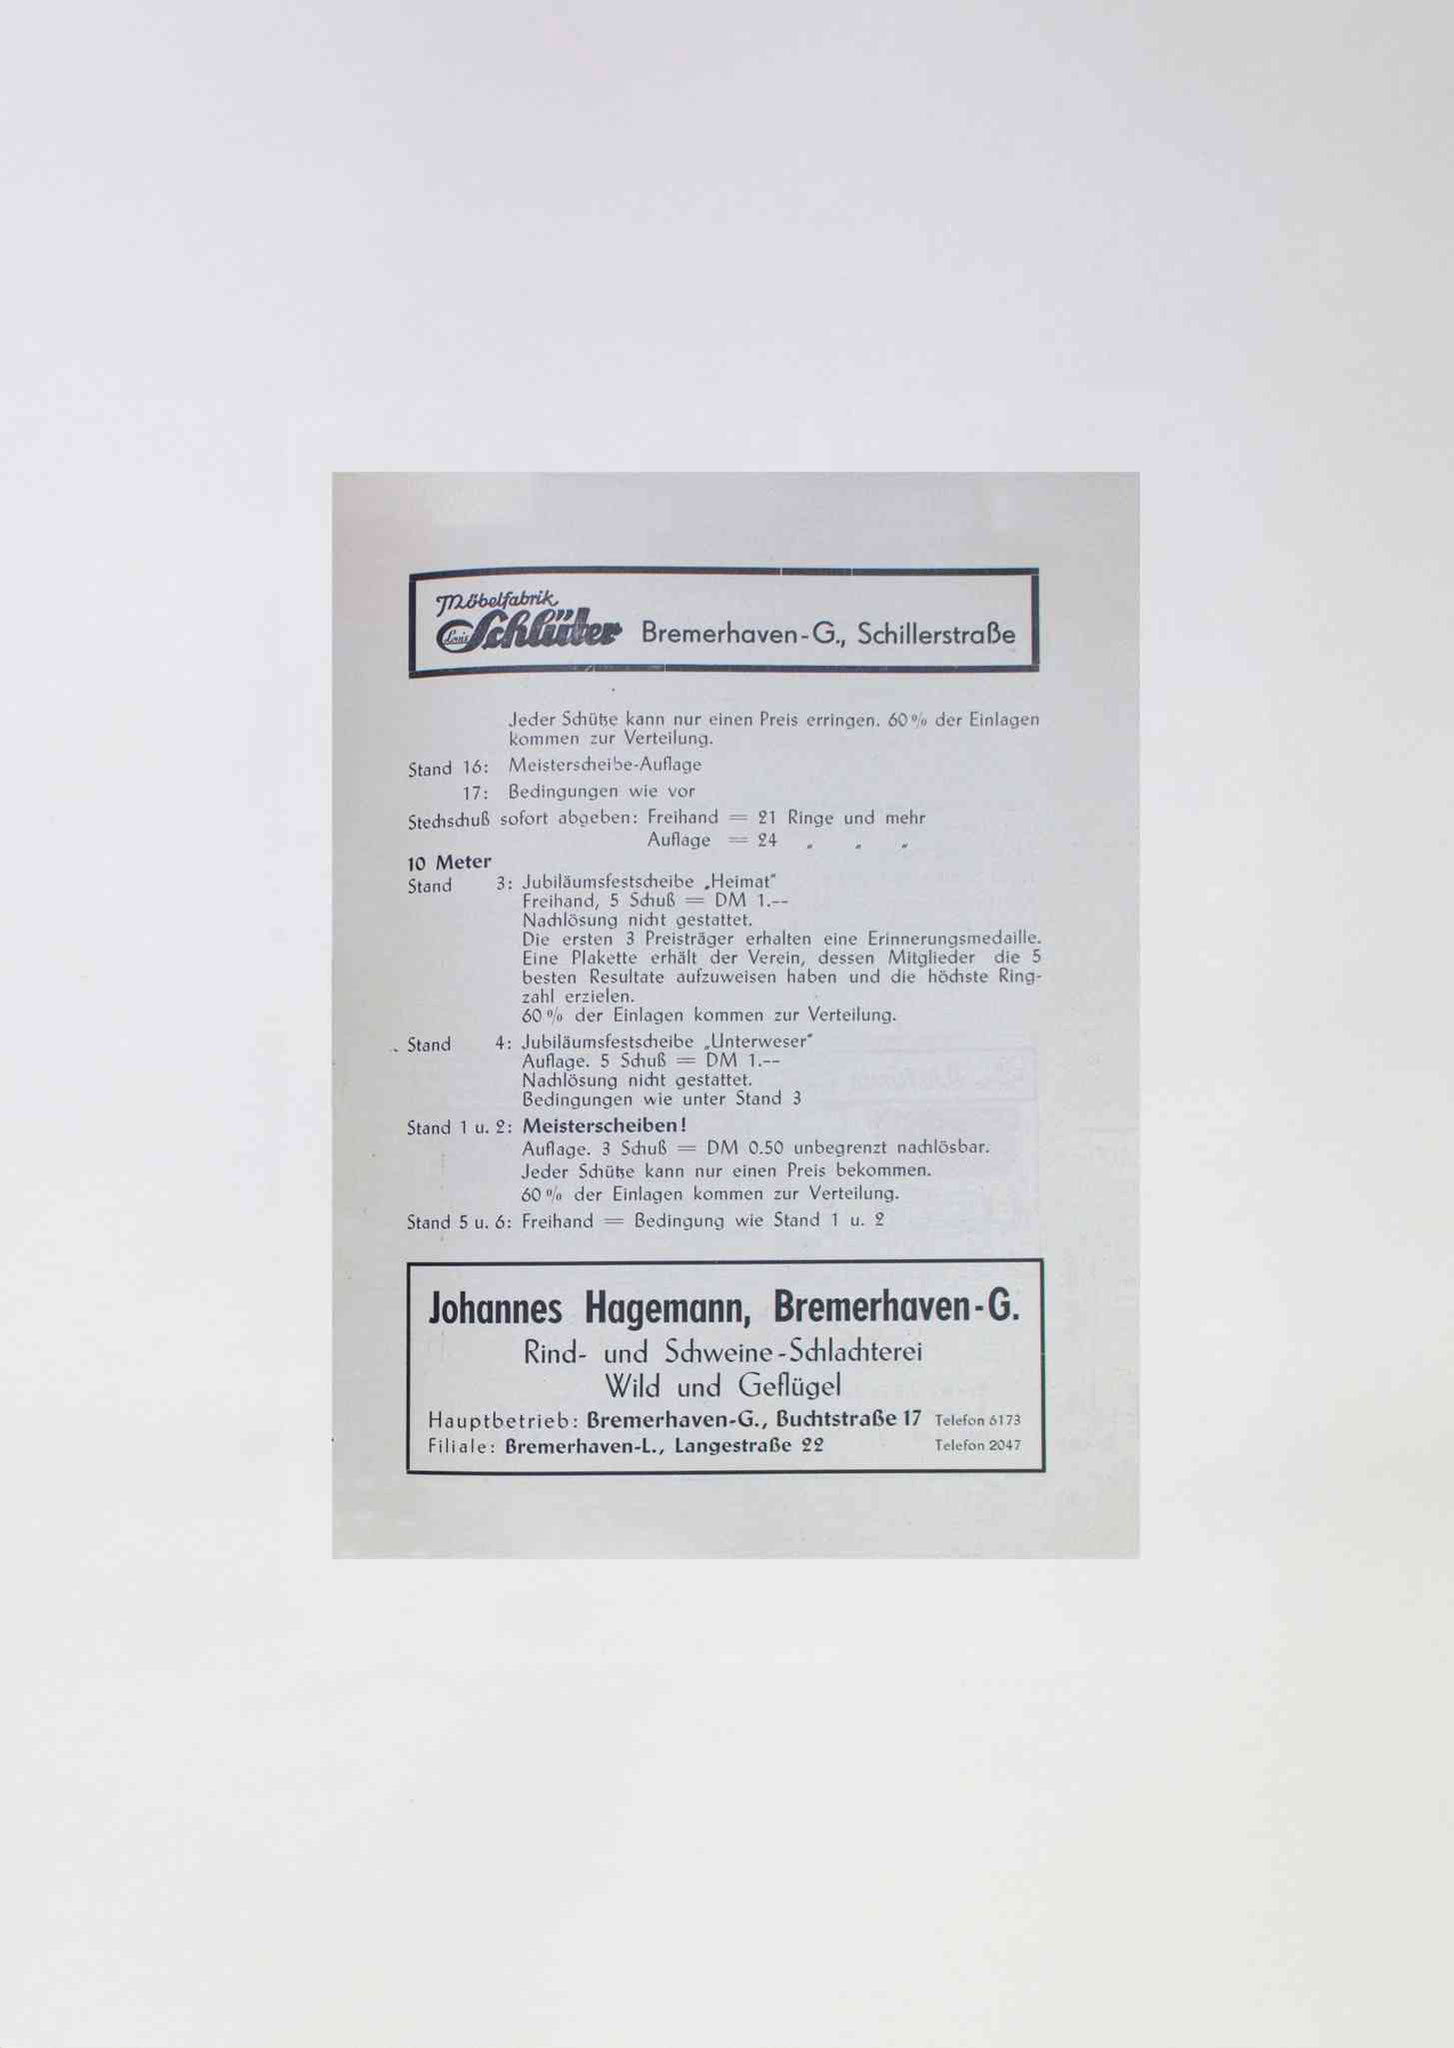 Möbelfabrik
Louis Schlüter Bremerhaven-G., Schillerstraße
Jeder Schütze kann nur einen Preis erringen. 60% der Einlagen
kommen zur Verteilung.
Stand 16: Meisterscheibe-Auflage
17: Bedingungen wie vor
Stechschuß sofort abgeben: Freihand = 21 Ringe und mehr
Auflage = 24 „ „ „
10 Meter
Stand 3: Jubiläumsfestscheibe „Heimat"
Freihand, 5 Schuß = DM 1.--
Nachlösung nicht gestattet.
Die ersten 3 Preisträger erhalten eine Erinnerungsmedaille.
Eine Plakette erhält der Verein, dessen Mitglieder die 5
besten Resultate aufzuweisen haben und die höchste Ring-
zahl erzielen.
60% der Einlagen kommen zur Verteilung.
Stand 4: Jubiläumsfestscheibe „Unterweser"
Auflage. 5 Schuß = DM 1.--
Nachlösung nicht gestattet.
Bedingungen wie unter Stand 3
Stand 1 u. 2: Meisterscheiben!
Auflage. 3 Schuß = DM 0.50 unbegrenzt nachlösbar.
Jeder Schütze kann nur einen Preis bekommen.
60% der Einlagen kommen zur Verteilung.
Stand 5 u. 6: Freihand = Bedingung wie Stand 1 u. 2
Johannes Hagemann, Bremerhaven-G.
Rind- und Schweine-Schlachterei
Wild und Geflügel
Hauptbetrieb: Bremerhaven-G., Buchtstraße 17 Telefon 6173
Filiale: Bremerhaven-L., Langestraße 22 Telefon 2047